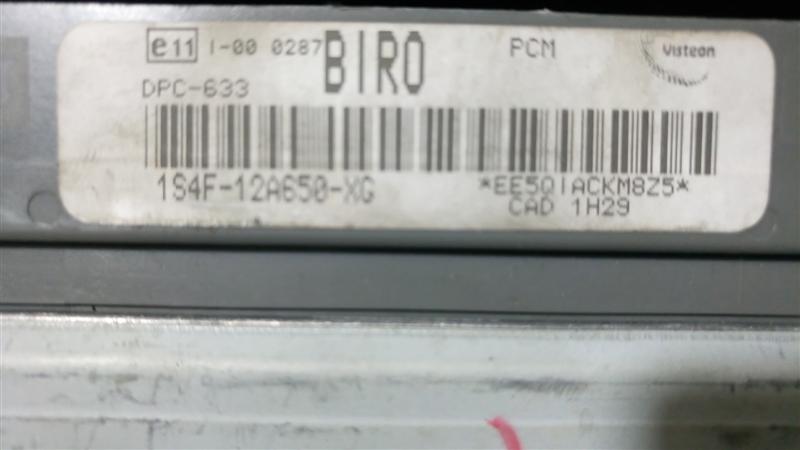 e11 I-00 0287 BIRO PCM Visteon
DPC-633
1S4F-12A650-XG *EE5QIACKM8Z5*
CAD 1H29